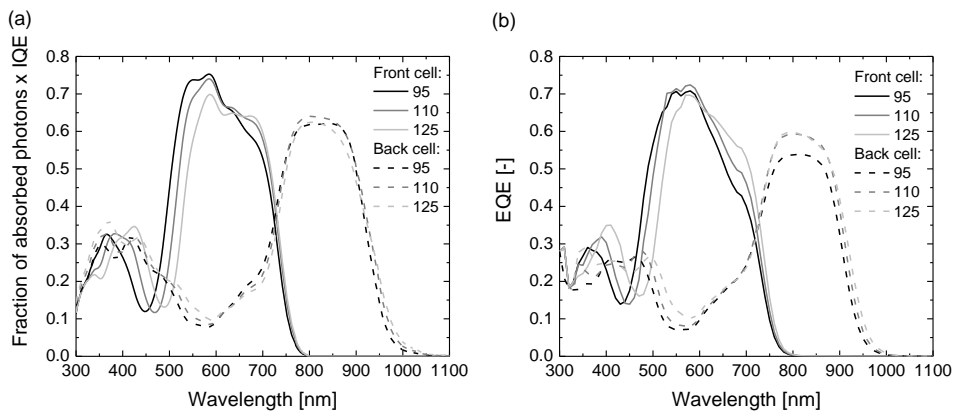 (a)
Fraction of absorbed photons x IQE
0.8
0.7
0.6
0.5
0.4
0.3
0.2
0.1
0.0
300 400 500 600 700 800 900 1000 1100
Wavelength [nm]
Front cell:
95
110
125
Back cell:
95
110
125
(b)
EQE [-]
0.8
0.7
0.6
0.5
0.4
0.3
0.2
0.1
0.0
300 400 500 600 700 800 900 1000 1100
Wavelength [nm]
Front cell:
95
110
125
Back cell:
95
110
125